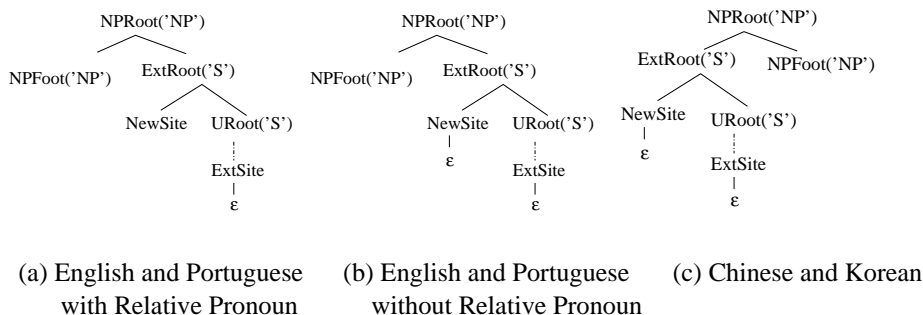 NPRoot('NP')
NPFoot('NP')
ExtRoot('S')
NewSite
URoot('S')
ExtSite
ε
(a) English and Portuguese
with Relative Pronoun
NPRoot('NP')
NPFoot('NP')
ExtRoot('S')
NewSite
URoot('S')
ε
ExtSite
ε
(b) English and Portuguese
without Relative Pronoun
NPRoot('NP')
ExtRoot('S')
NPFoot('NP')
NewSite
URoot('S')
ε
ExtSite
ε
(c) Chinese and Korean